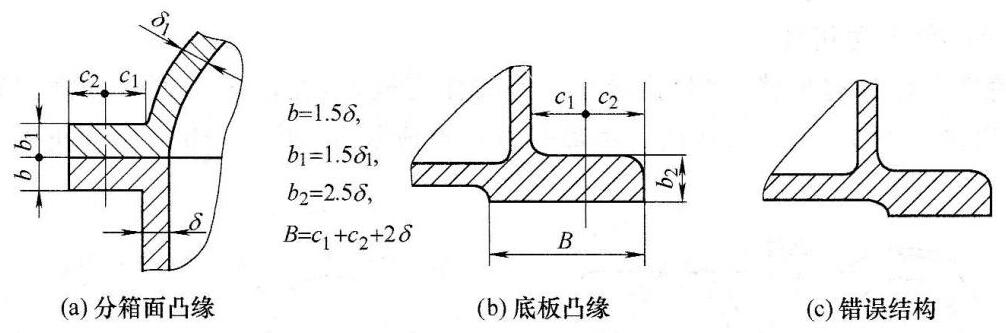 δ₁
c₂ c₁
b₁
b
δ
b=1.5δ,
b₁=1.5δ₁,
b₂=2.5δ,
B=c₁+c₂+2δ
c₁ c₂
b₂
B
(a) 分箱面凸缘
(b) 底板凸缘
(c) 错误结构